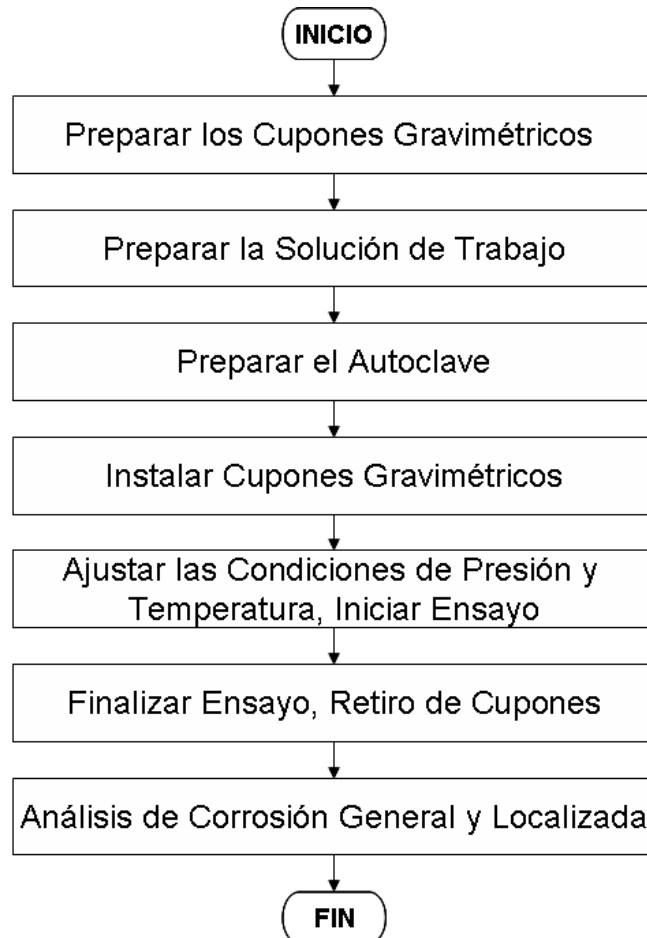 INICIO
Preparar los Cupones Gravimétricos
Preparar la Solución de Trabajo
Preparar el Autoclave
Instalar Cupones Gravimétricos
Ajustar las Condiciones de Presión y
Temperatura, Iniciar Ensayo
Finalizar Ensayo, Retiro de Cupones
Análisis de Corrosión General y Localizada
FIN